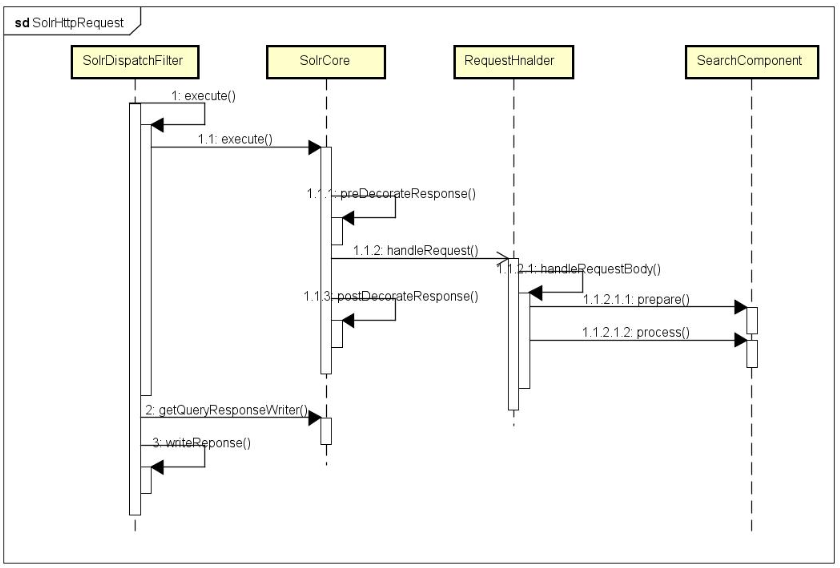 sd SolrHttpRequest
SolrDispatchFilter
SolrCore
RequestHnalder
SearchComponent
1: execute()
1.1: execute()
1.1.1: preDecorateResponse()
1.1.2: handleRequest()
1.1.2.1: handleRequestBody()
1.1.3: postDecorateResponse()
1.1.2.1.1: prepare()
1.1.2.1.2: process()
2: getQueryResponseWriter()
3: writeReponse()